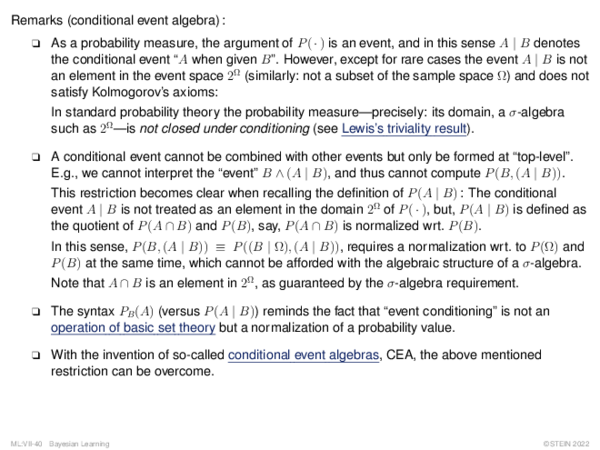 Remarks (conditional event algebra) :
❑ As a probability measure, the argument of P(·) is an event, and in this sense A | B denotes
the conditional event “A when given B”. However, except for rare cases the event A | B is not
an element in the event space 2^Ω (similarly: not a subset of the sample space Ω) and does not
satisfy Kolmogorov's axioms:
In standard probability theory the probability measure—precisely: its domain, a σ-algebra
such as 2^Ω—is not closed under conditioning (see Lewis's triviality result).
❑ A conditional event cannot be combined with other events but only be formed at “top-level”.
E.g., we cannot interpret the “event” B ∧ (A | B), and thus cannot compute P(B, (A | B)).
This restriction becomes clear when recalling the definition of P(A | B) : The conditional
event A | B is not treated as an element in the domain 2^Ω of P(·), but, P(A | B) is defined as
the quotient of P(A ∩ B) and P(B), say, P(A ∩ B) is normalized wrt. P(B).
In this sense, P(B, (A | B)) ≡ P((B | Ω), (A | B)), requires a normalization wrt. to P(Ω) and
P(B) at the same time, which cannot be afforded with the algebraic structure of a σ-algebra.
Note that A ∩ B is an element in 2^Ω, as guaranteed by the σ-algebra requirement.
❑ The syntax P_B(A) (versus P(A | B)) reminds the fact that “event conditioning” is not an
operation of basic set theory but a normalization of a probability value.
❑ With the invention of so-called conditional event algebras, CEA, the above mentioned
restriction can be overcome.
ML:VII-40 Bayesian Learning ©STEIN 2022